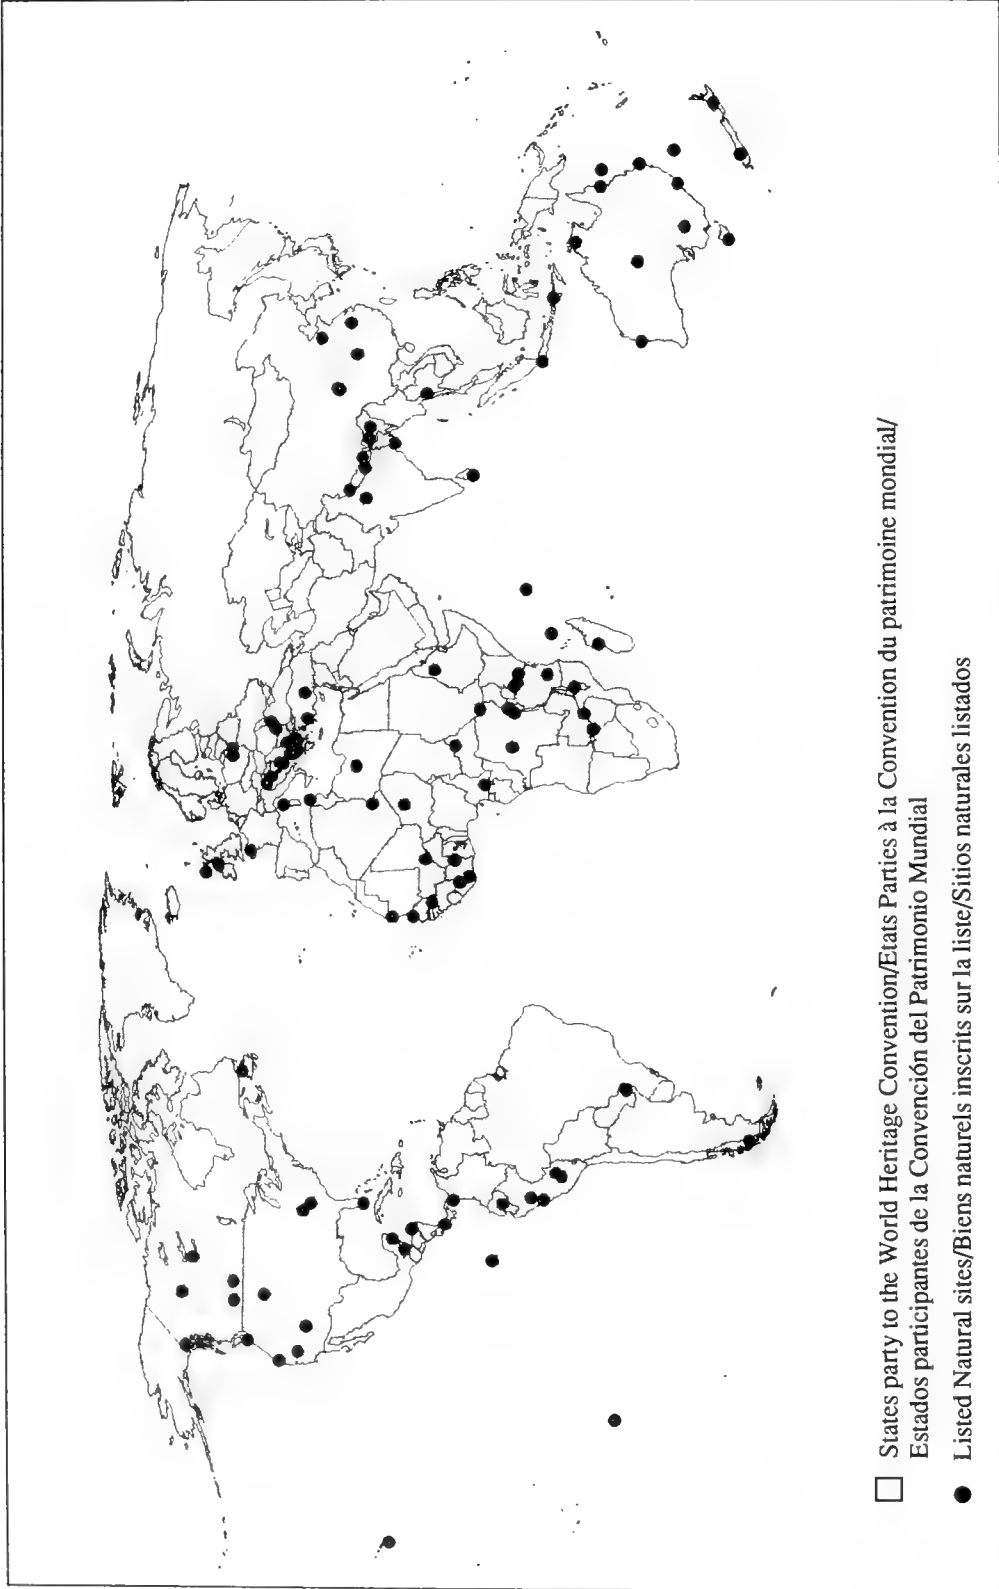 States party to the World Heritage Convention/Etats Parties à la Convention du patrimoine mondial/
Estados participantes de la Convención del Patrimonio Mundial
Listed Natural sites/Biens naturels inscrits sur la liste/Sitios naturales listados